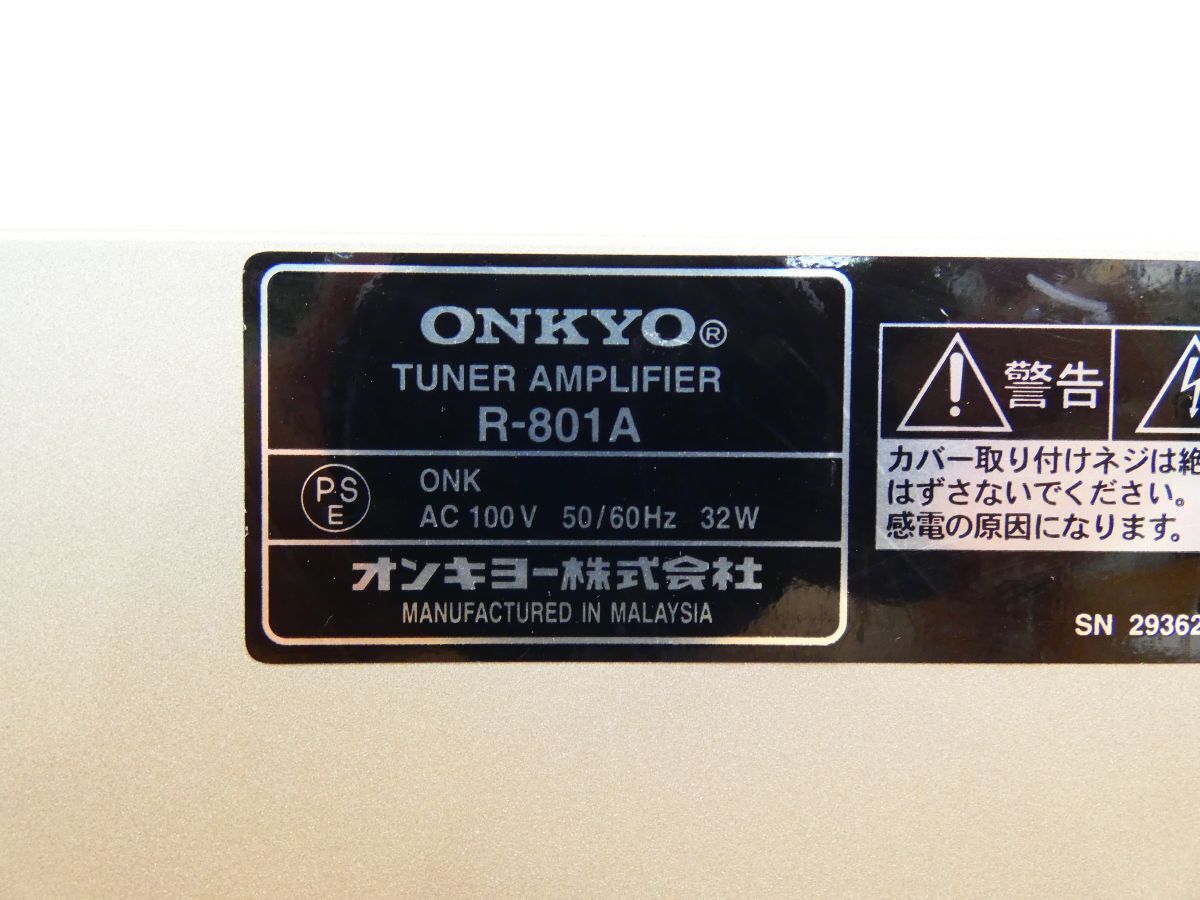 ONKYO®
TUNER AMPLIFIER
R-801A
PS
E
ONK
AC 100V 50/60Hz 32W
オンキヨー株式会社
MANUFACTURED IN MALAYSIA
警告
カバー取り付けネジは絶
はずさないでください。
感電の原因になります。
SN 29362